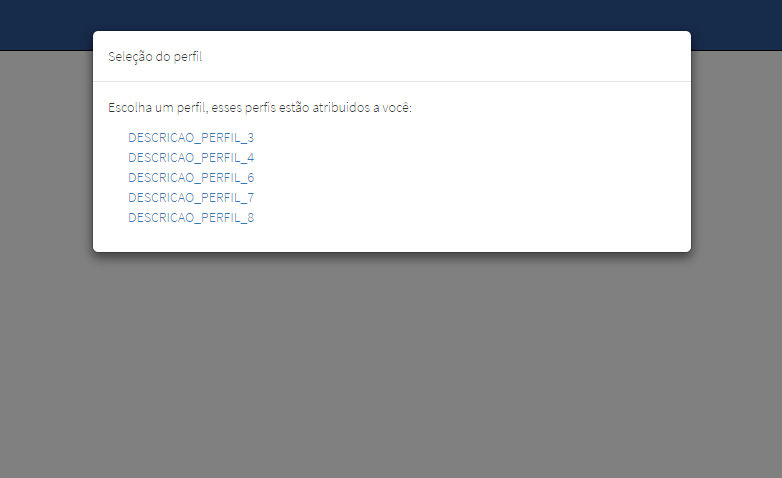 Seleção do perfil
Escolha um perfil, esses perfis estão atribuidos a você:
DESCRICAO_PERFIL_3
DESCRICAO_PERFIL_4
DESCRICAO_PERFIL_6
DESCRICAO_PERFIL_7
DESCRICAO_PERFIL_8